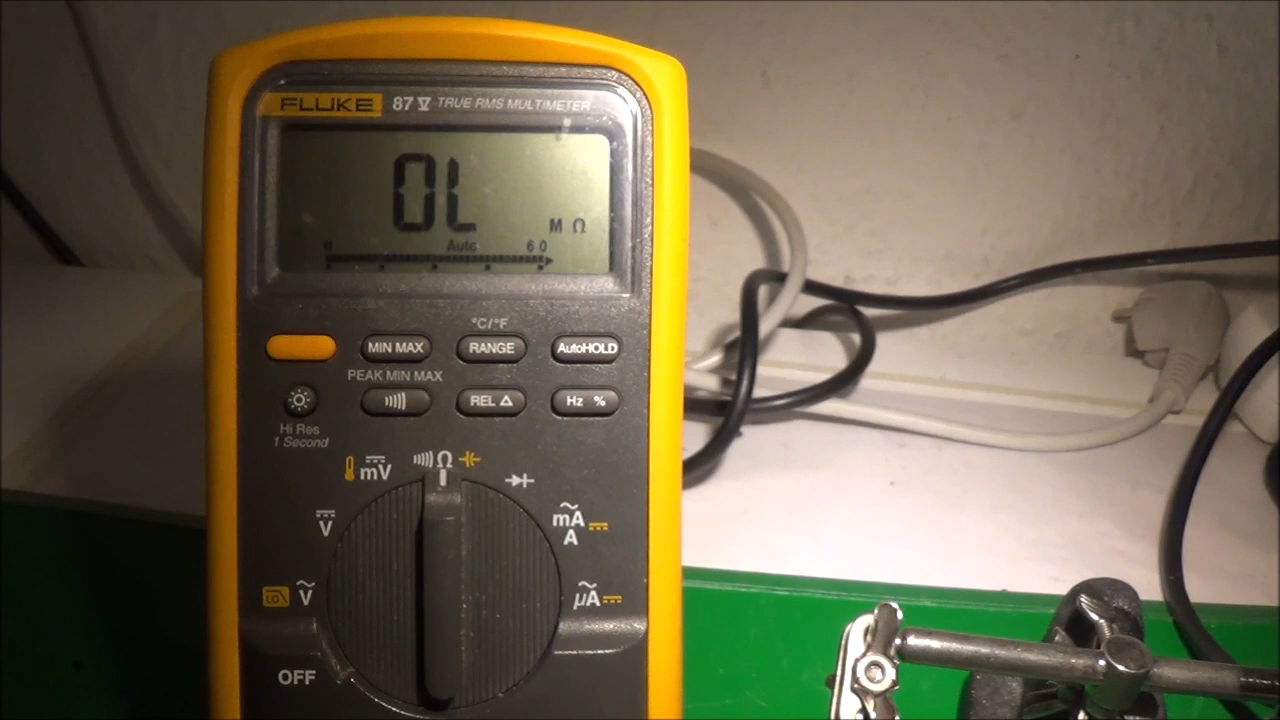 FLUKE 87 V TRUE RMS MULTIMETER
OL
M Ω
0 Auto 60
°C/°F
MIN MAX RANGE AutoHOLD
PEAK MIN MAX
REL Δ Hz %
Hi Res
1 Second
mV Ω
V mA
A
LO V µA
OFF